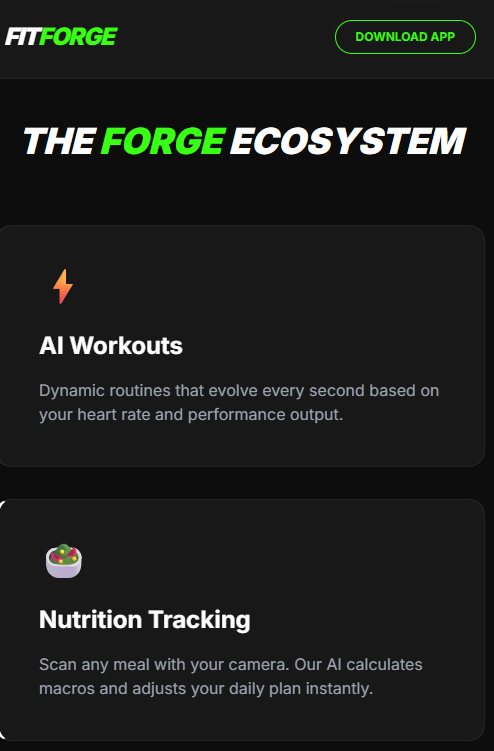 FITFORGE
DOWNLOAD APP
THE FORGE ECOSYSTEM
AI Workouts
Dynamic routines that evolve every second based on
your heart rate and performance output.
Nutrition Tracking
Scan any meal with your camera. Our AI calculates
macros and adjusts your daily plan instantly.